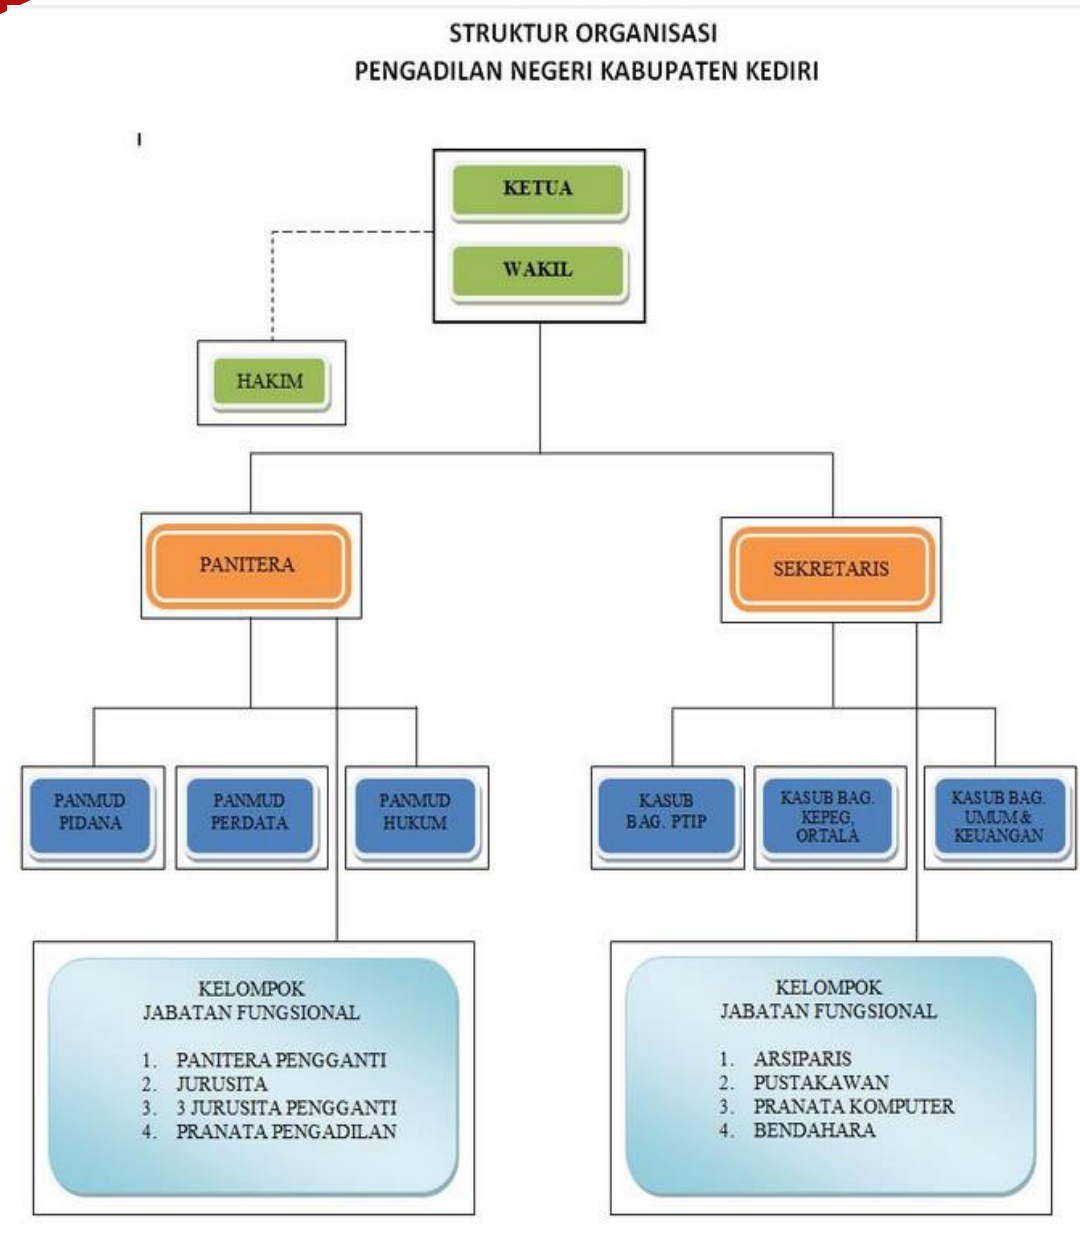 STRUKTUR ORGANISASI
PENGADILAN NEGERI KABUPATEN KEDIRI
KETUA
WAKIL
HAKIM
PANITERA
SEKRETARIS
PANMUD
PIDANA
PANMUD
PERDATA
PANMUD
HUKUM
KASUB
BAG. PTIP
KASUB BAG.
KEPEG,
ORTALA
KASUB BAG.
UMUM &
KEUANGAN
KELOMPOK
JABATAN FUNGSIONAL
1. PANITERA PENGGANTI
2. JURUSITA
3. 3 JURUSITA PENGGANTI
4. PRANATA PENGADILAN
KELOMPOK
JABATAN FUNGSIONAL
1. ARSIPARIS
2. PUSTAKAWAN
3. PRANATA KOMPUTER
4. BENDAHARA